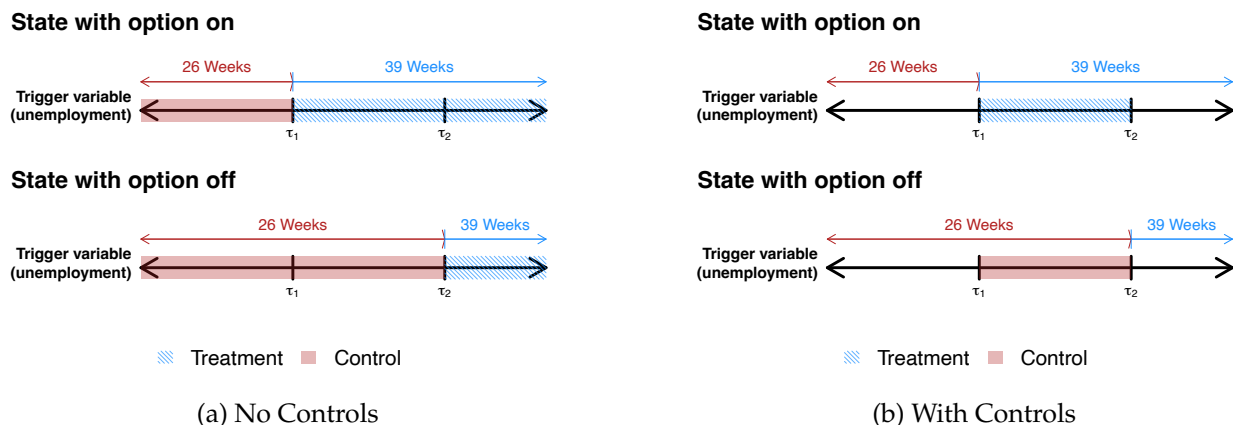 State with option on
26 Weeks
39 Weeks
Trigger variable
(unemployment)
τ1
τ2
State with option off
26 Weeks
39 Weeks
Trigger variable
(unemployment)
τ1
τ2
Treatment
Control
(a) No Controls
State with option on
26 Weeks
39 Weeks
Trigger variable
(unemployment)
τ1
τ2
State with option off
26 Weeks
39 Weeks
Trigger variable
(unemployment)
τ1
τ2
Treatment
Control
(b) With Controls